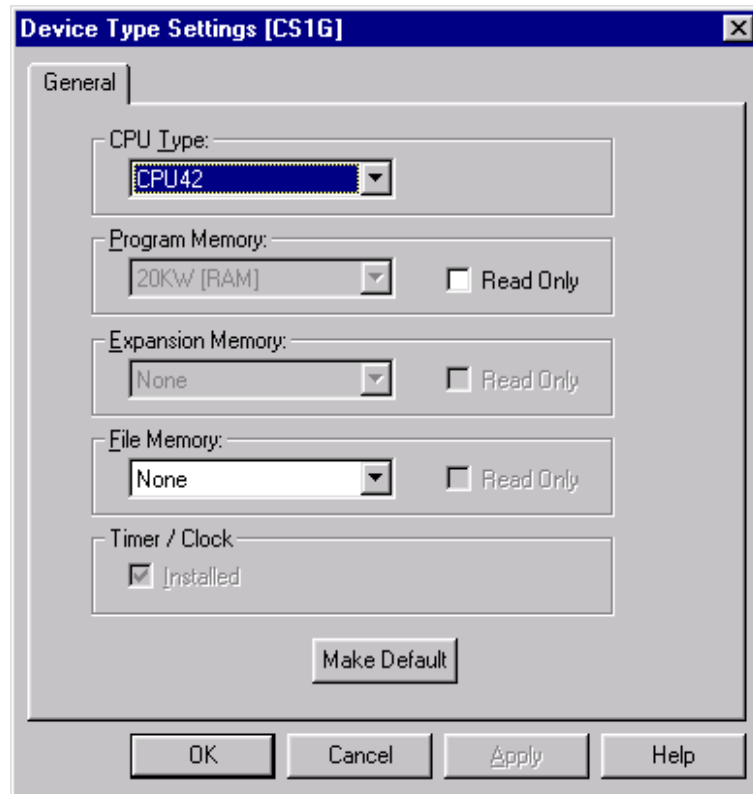 Device Type Settings [CS1G]
General
CPU Type:
CPU42
Program Memory:
20KW [RAM] Read Only
Expansion Memory:
None Read Only
File Memory:
None Read Only
Timer / Clock
Installed
Make Default
OK Cancel Apply Help